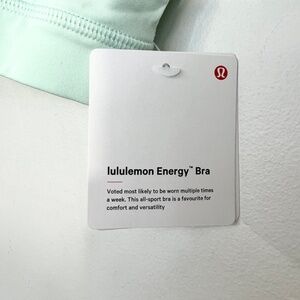 lululemon Energy™ Bra
Voted most likely to be worn multiple times
a week. This all-sport bra is a favourite for
comfort and versatility